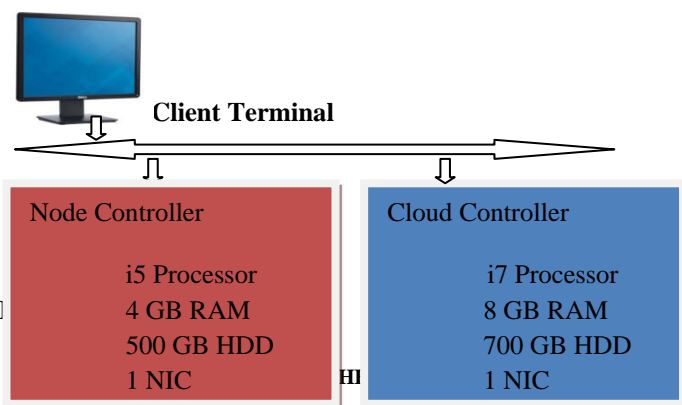 Client Terminal
Node Controller
i5 Processor
4 GB RAM
500 GB HDD
1 NIC
Cloud Controller
i7 Processor
8 GB RAM
700 GB HDD
1 NIC